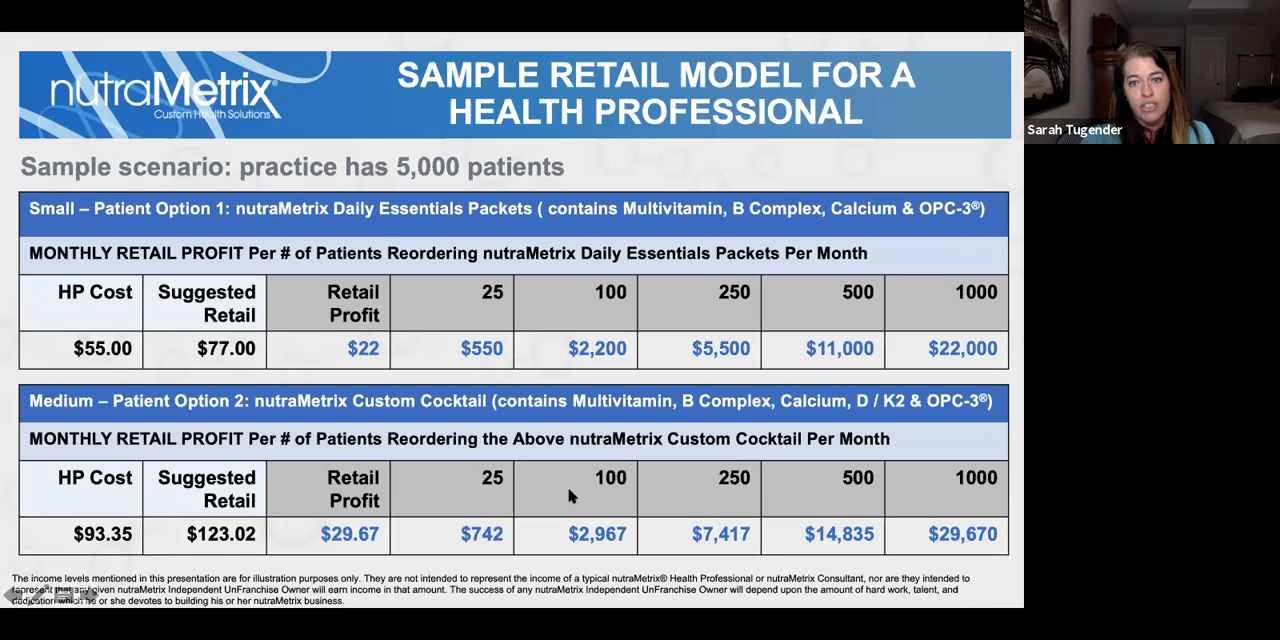 nutraMetrix®
Custom Health Solutions
SAMPLE RETAIL MODEL FOR A
HEALTH PROFESSIONAL
Sarah Tugender
Sample scenario: practice has 5,000 patients
Small – Patient Option 1: nutraMetrix Daily Essentials Packets ( contains Multivitamin, B Complex, Calcium & OPC-3®)
MONTHLY RETAIL PROFIT Per # of Patients Reordering nutraMetrix Daily Essentials Packets Per Month
HP Cost Suggested Retail Retail Profit 25 100 250 500 1000
$55.00 $77.00 $22 $550 $2,200 $5,500 $11,000 $22,000
Medium – Patient Option 2: nutraMetrix Custom Cocktail (contains Multivitamin, B Complex, Calcium, D / K2 & OPC-3®)
MONTHLY RETAIL PROFIT Per # of Patients Reordering the Above nutraMetrix Custom Cocktail Per Month
HP Cost Suggested Retail Retail Profit 25 100 250 500 1000
$93.35 $123.02 $29.67 $742 $2,967 $7,417 $14,835 $29,670
The income levels mentioned in this presentation are for illustration purposes only. They are not intended to represent the income of a typical nutraMetrix® Health Professional or nutraMetrix Consultant, nor are they intended to
represent that any given nutraMetrix Independent UnFranchise Owner will earn income in that amount. The success of any nutraMetrix Independent UnFranchise Owner will depend upon the amount of hard work, talent, and
dedication which he or she devotes to building his or her nutraMetrix business.